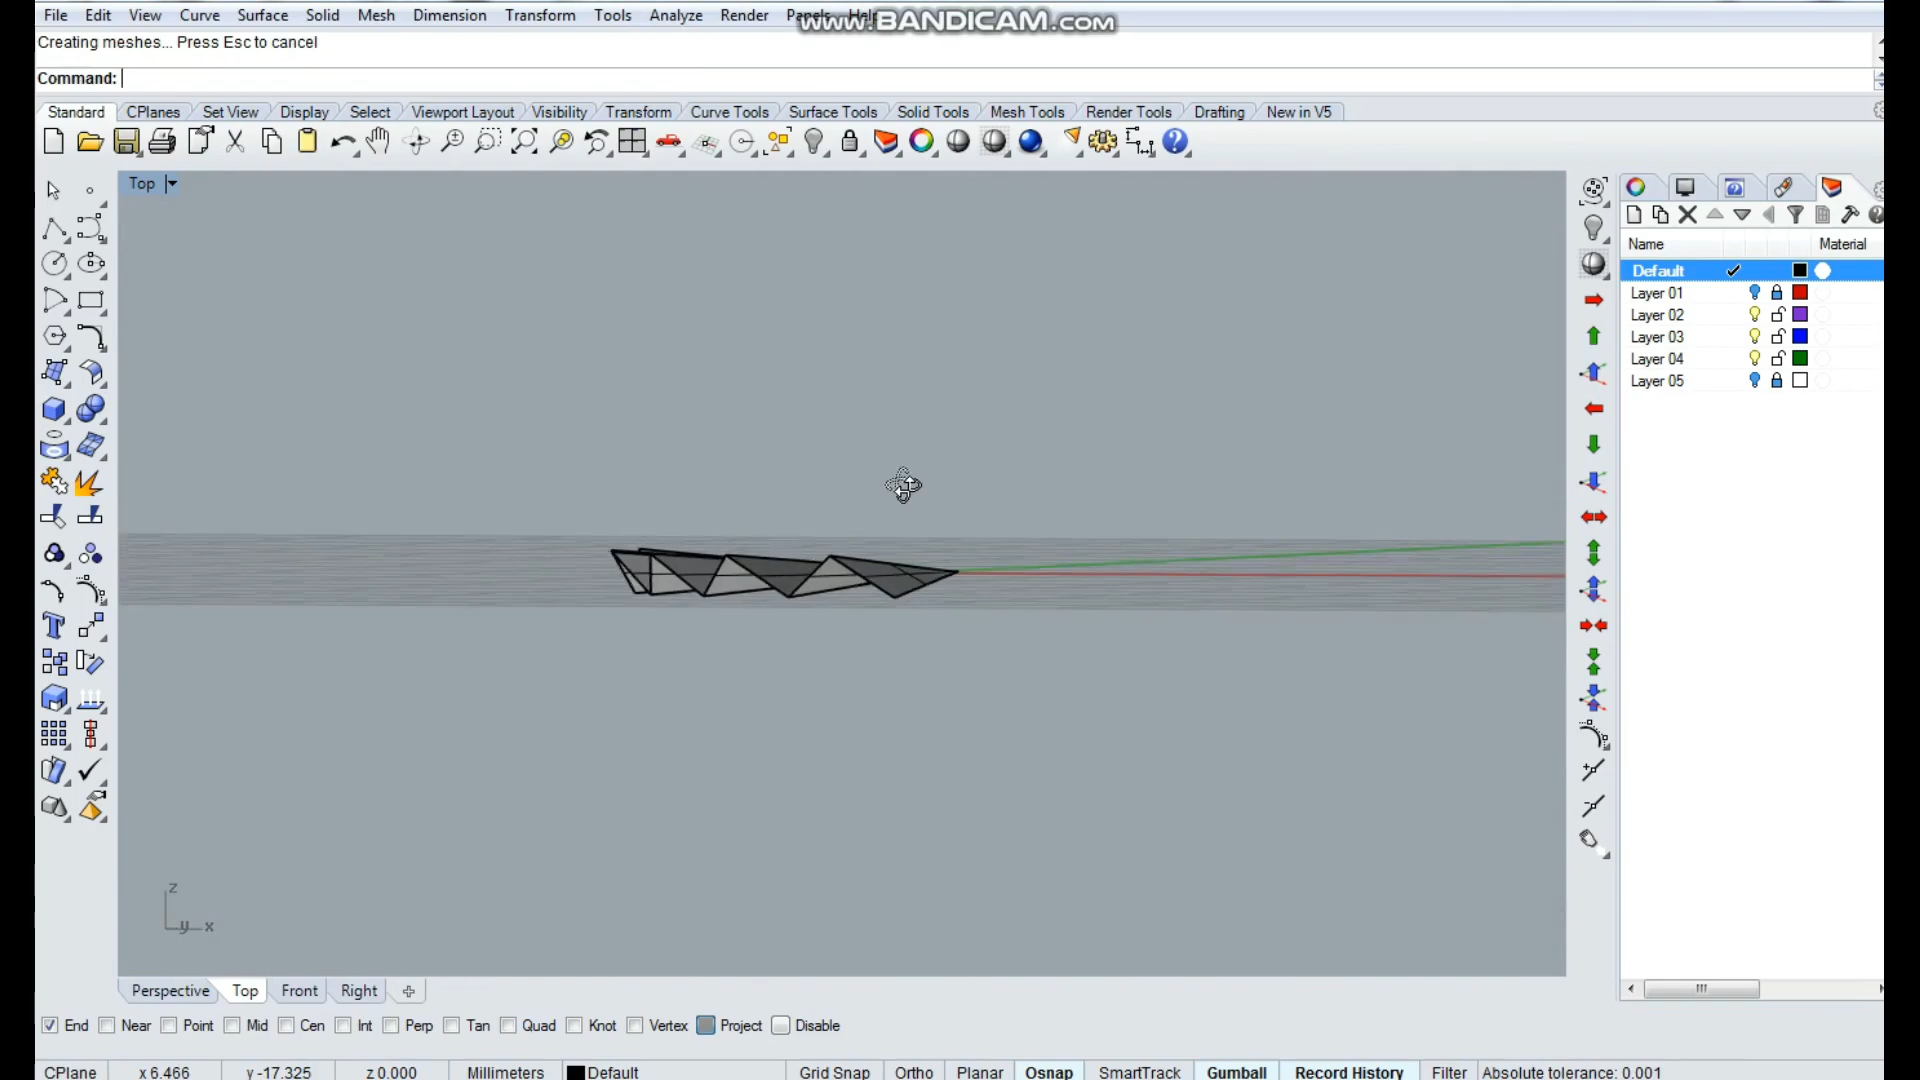 File Edit View Curve Surface Solid Mesh Dimension Transform Tools Analyze Render Panels Help
www.BANDICAM.com
Creating meshes... Press Esc to cancel
Command:
Standard CPlanes Set View Display Select Viewport Layout Visibility Transform Curve Tools Surface Tools Solid Tools Mesh Tools Render Tools Drafting New in V5
Top
Name Material
Default
Layer 01
Layer 02
Layer 03
Layer 04
Layer 05
z
y x
Perspective Top Front Right
End Near Point Mid Cen Int Perp Tan Quad Knot Vertex Project Disable
CPlane x 6.466 y -17.325 z 0.000 Millimeters Default Grid Snap Ortho Planar Osnap SmartTrack Gumball Record History Filter Absolute tolerance: 0.001